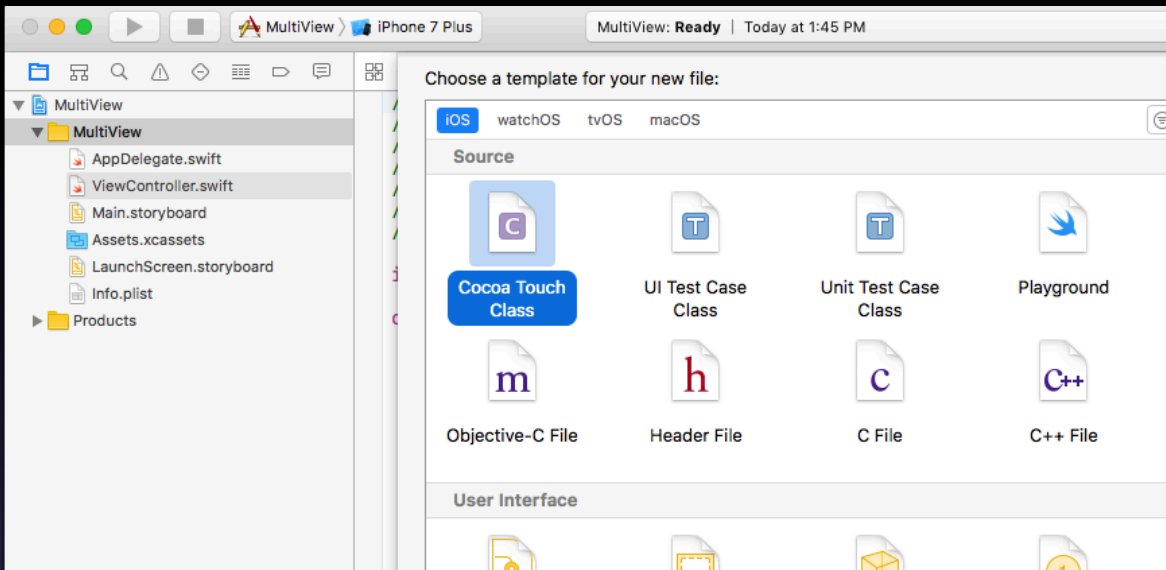 MultiView iPhone 7 Plus
MultiView: Ready | Today at 1:45 PM
MultiView
MultiView
AppDelegate.swift
ViewController.swift
Main.storyboard
Assets.xcassets
LaunchScreen.storyboard
Info.plist
Products
Choose a template for your new file:
iOS watchOS tvOS macOS
Source
C T T
Cocoa Touch Class
UI Test Case Class
Unit Test Case Class
Playground
m h c C++
Objective-C File Header File C File C++ File
User Interface